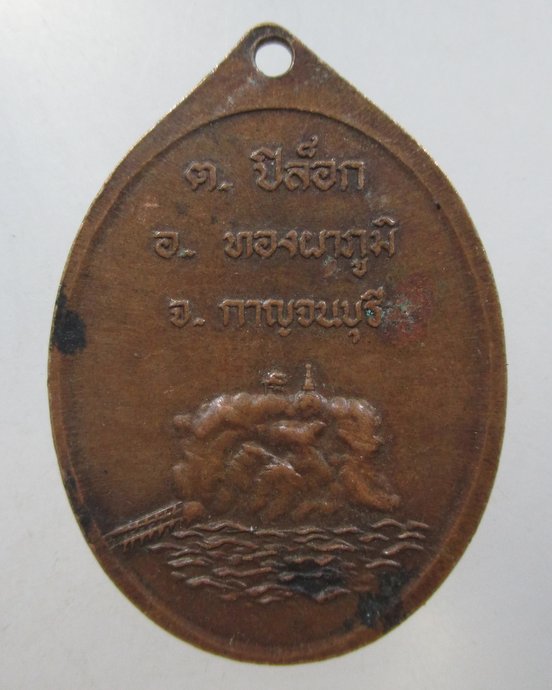 ต. ปิล็อก
อ. ทองผาภูมิ
จ. กาญจนบุรี